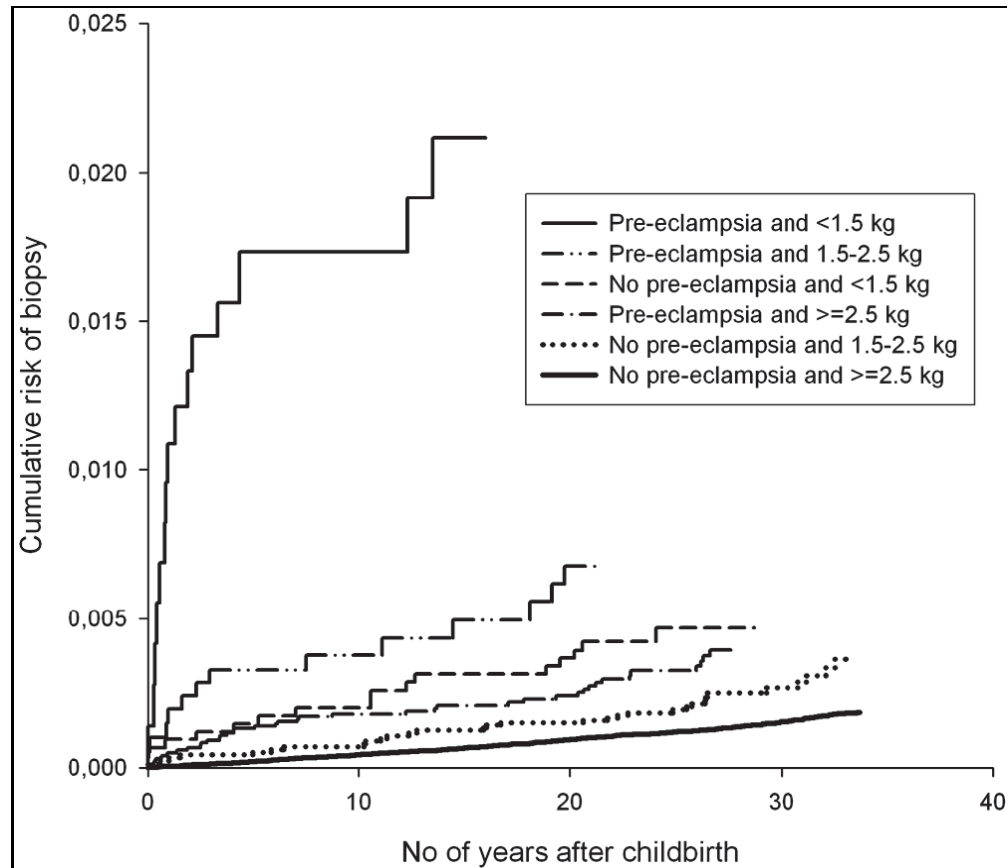 0,025
0,020
0,015
0,010
0,005
0,000
Cumulative risk of biopsy
Pre-eclampsia and <1.5 kg
Pre-eclampsia and 1.5-2.5 kg
No pre-eclampsia and <1.5 kg
Pre-eclampsia and >=2.5 kg
No pre-eclampsia and 1.5-2.5 kg
No pre-eclampsia and >=2.5 kg
0 10 20 30 40
No of years after childbirth